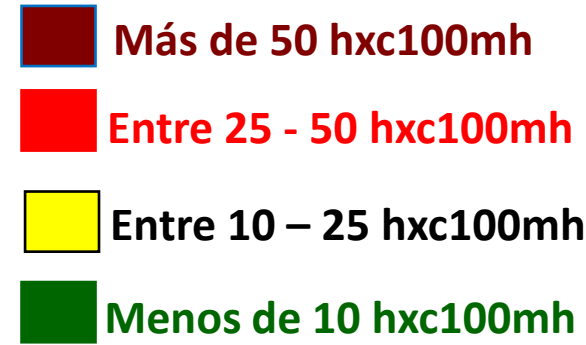 Más de 50 hxc100mh
Entre 25 - 50 hxc100mh
Entre 10 – 25 hxc100mh
Menos de 10 hxc100mh